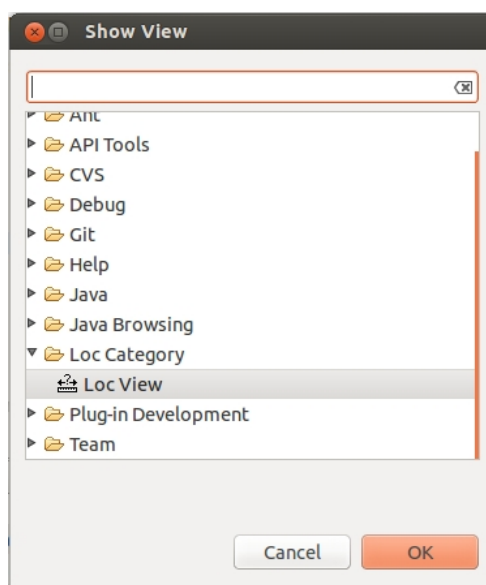 Show View
Ant
API Tools
CVS
Debug
Git
Help
Java
Java Browsing
Loc Category
Loc View
Plug-in Development
Team
Cancel
OK